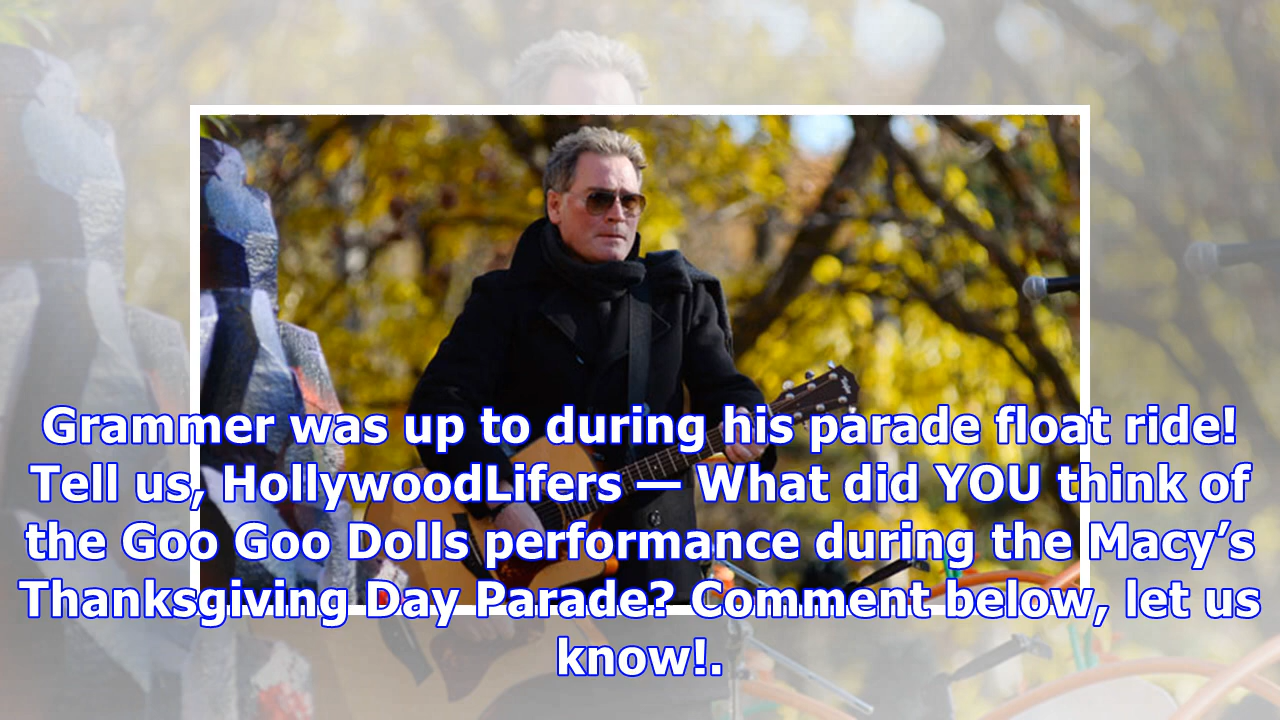 Grammer was up to during his parade float ride!
Tell us, HollywoodLifers — What did YOU think of
the Goo Goo Dolls performance during the Macy’s
Thanksgiving Day Parade? Comment below, let us
know!.